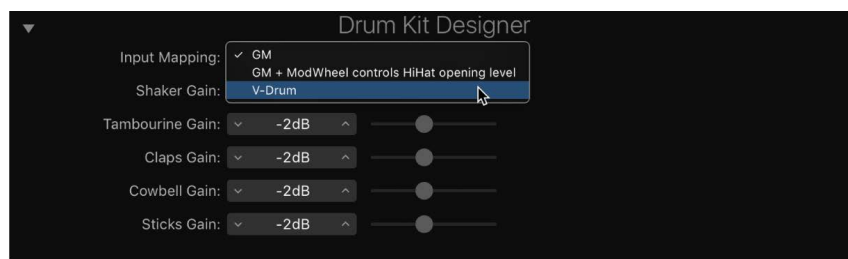 Drum Kit Designer
Input Mapping: GM
GM + ModWheel controls HiHat opening level
Shaker Gain: V-Drum
Tambourine Gain: -2dB
Claps Gain: -2dB
Cowbell Gain: -2dB
Sticks Gain: -2dB